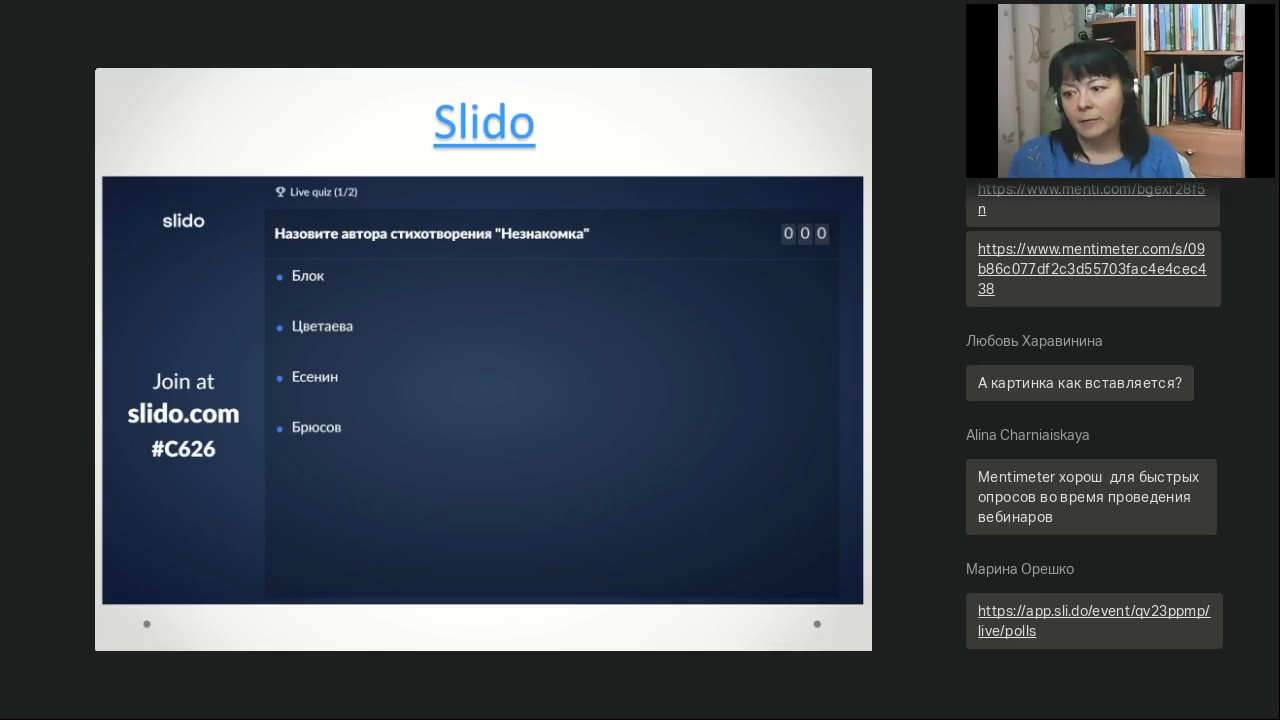 Slido
Live quiz (1/2)
slido
Назовите автора стихотворения "Незнакомка"
0 0 0
Блок
Цветаева
Есенин
Брюсов
Join at
slido.com
#C626
https://www.menti.com/bgexr28f5
n
https://www.mentimeter.com/s/09
b86c077df2c3d55703fac4e4cec4
38
Любовь Харавинина
А картинка как вставляется?
Alina Charniaiskaya
Mentimeter хорош для быстрых
опросов во время проведения
вебинаров
Марина Орешко
https://app.sli.do/event/qv23ppmp/
live/polls